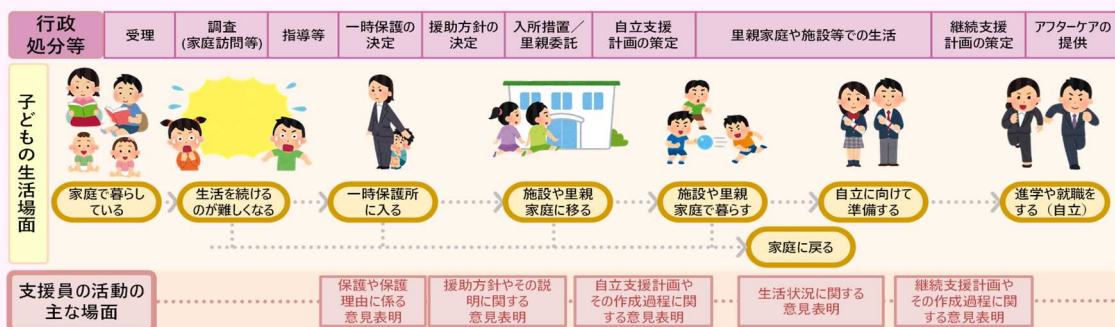 行政
処分等
受理
調査
(家庭訪問等)
指導等
一時保護の
決定
援助方針の
決定
入所措置／
里親委託
自立支援
計画の策定
里親家庭や施設等での生活
継続支援
計画の策定
アフターケアの
提供
子どもの生活場面
家庭で暮らし
ている
生活を続ける
のが難しくなる
一時保護所
に入る
施設や里親
家庭に移る
施設や里親
家庭で暮らす
自立に向けて
準備する
進学や就職を
する（自立）
家庭に戻る
支援員の活動の
主な場面
保護や保護
理由に係る
意見表明
援助方針やその説
明に関する
意見表明
自立支援計画や
その作成過程に関
する意見表明
生活状況に関する
意見表明
継続支援計画や
その作成過程に関
する意見表明